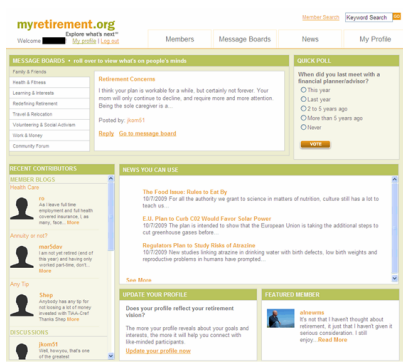 Member Search Keyword Search
myretirement.org
Explore what's next™
Welcome My profile | Log out
Members Message Boards News My Profile
MESSAGE BOARDS • roll over to view what's on people's minds
Family & Friends
Health & Fitness
Learning & Interests
Redefining Retirement
Travel & Relocation
Volunteering & Social Activism
Work & Money
Community Forum
Retirement Concerns
I think your plan is workable for a while, but certainly not forever. Your
mom will only continue to decline, and require more and more attention.
Being the sole caregiver is a...
Posted by: jkom51
Reply Go to message board
QUICK POLL
When did you last meet with a
financial planner/advisor?
This year
Last year
2 to 5 years ago
More than 5 years ago
Never
VOTE
RECENT CONTRIBUTORS
MEMBER BLOGS
Health Care
ro
As I leave full time
employment and full health
covered insurance, I as
many, face... More
Annuity or not?
mar5dav
I am not yet retired (end of
the year) and having only
worked part-time, don't...
More
Any Tip
Shep
Anybody has any tip for
not losing a lot of money
invested with TIAA-Cref
Thanks Shep More
DISCUSSIONS
jkom51
Well, hey you, that's one
of the greatest
NEWS YOU CAN USE
The Food Issue: Rules to Eat By
10/7/2009 For all the authority we grant to science in matters of nutrition, culture still has a lot to
teach us...
E.U. Plan to Curb CO2 Would Favor Solar Power
10/7/2009 The plan is intended to show that the European Union is taking the additional steps to
cut greenhouse gases before...
Regulators Plan to Study Risks of Atrazine
10/7/2009 New studies linking atrazine in drinking water with birth defects, low birth weights and
reproductive problems in humans have prompted...
See More
UPDATE YOUR PROFILE
Does your profile reflect your retirement
vision?
The more your profile reveals about your goals and
interests, the more it will help you connect with
like-minded participants.
Update your profile now
FEATURED MEMBER
alnevens
It's not that I haven't thought about
retirement, it just that I haven't given it
serious consideration. I still
enjoy... Read More